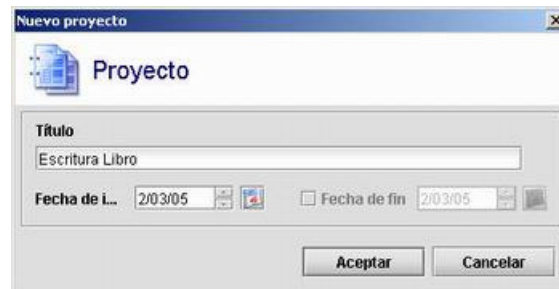 Nuevo proyecto
Proyecto
Título
Escritura Libro
Fecha de i... 2/03/05 Fecha de fin 2/03/05
Aceptar Cancelar